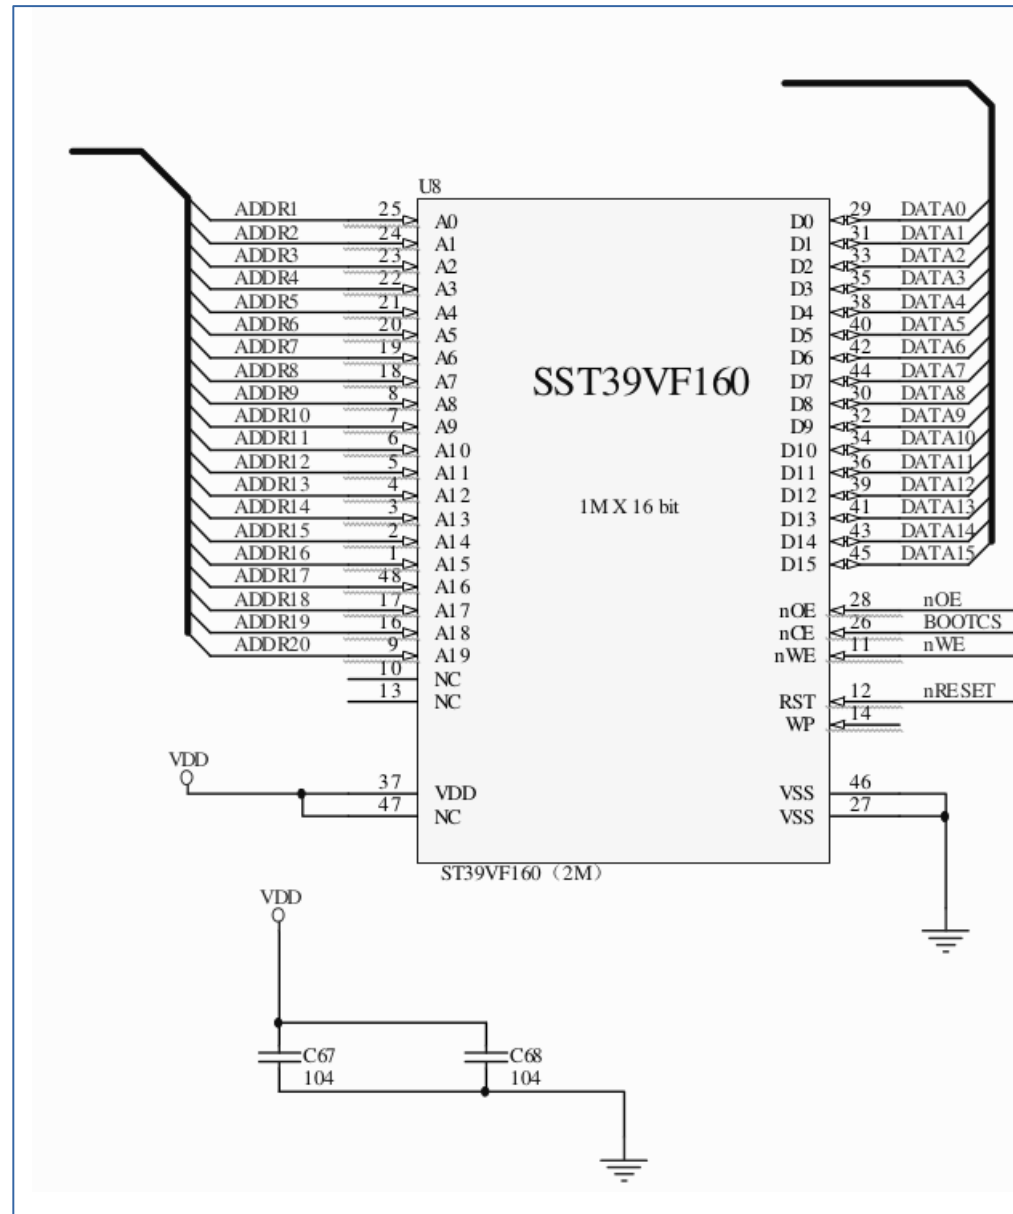 U8
ADDR1 25 A0 D0 29 DATA0
ADDR2 24 A1 D1 31 DATA1
ADDR3 23 A2 D2 33 DATA2
ADDR4 22 A3 D3 35 DATA3
ADDR5 21 A4 D4 38 DATA4
ADDR6 20 A5 D5 40 DATA5
ADDR7 19 A6 D6 42 DATA6
ADDR8 18 A7 D7 44 DATA7
SST39VF160
ADDR9 8 A8 D8 30 DATA8
ADDR10 7 A9 D9 32 DATA9
ADDR11 6 A10 D10 34 DATA10
ADDR12 5 A11 D11 36 DATA11
ADDR13 4 A12 D12 39 DATA12
ADDR14 3 A13 1M X 16 bit D13 41 DATA13
ADDR15 2 A14 D14 43 DATA14
ADDR16 1 A15 D15 45 DATA15
ADDR17 48 A16
ADDR18 17 A17 nOE 28 nOE
ADDR19 16 A18 nCE 26 BOOTCS
ADDR20 9 A19 nWE 11 nWE
10 NC
13 NC RST 12 nRESET
WP 14
VDD
37 VDD VSS 46
47 NC VSS 27
ST39VF160（2M）
VDD
C67 C68
104 104